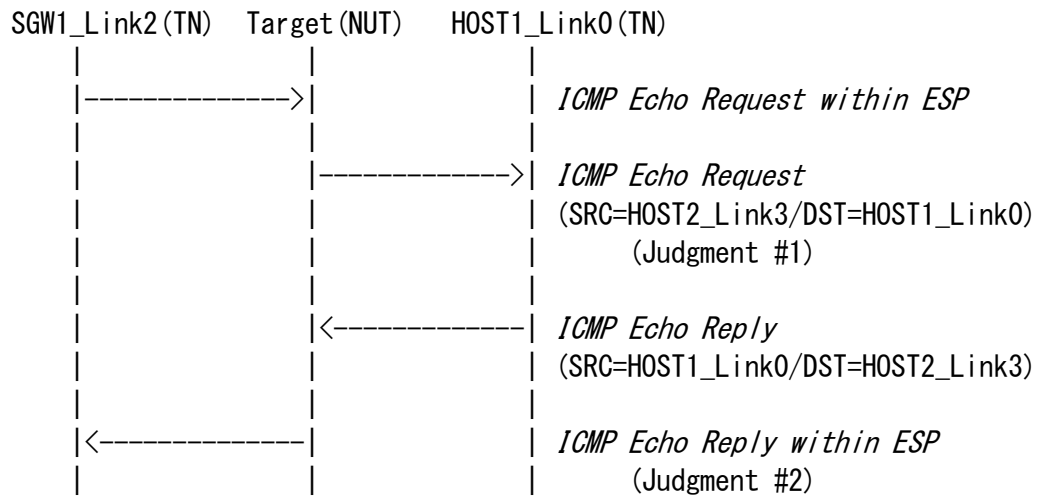 SGW1_Link2(TN) Target(NUT) HOST1_Link0(TN)
ICMP Echo Request within ESP
ICMP Echo Request
(SRC=HOST2_Link3/DST=HOST1_Link0)
(Judgment #1)
ICMP Echo Reply
(SRC=HOST1_Link0/DST=HOST2_Link3)
ICMP Echo Reply within ESP
(Judgment #2)